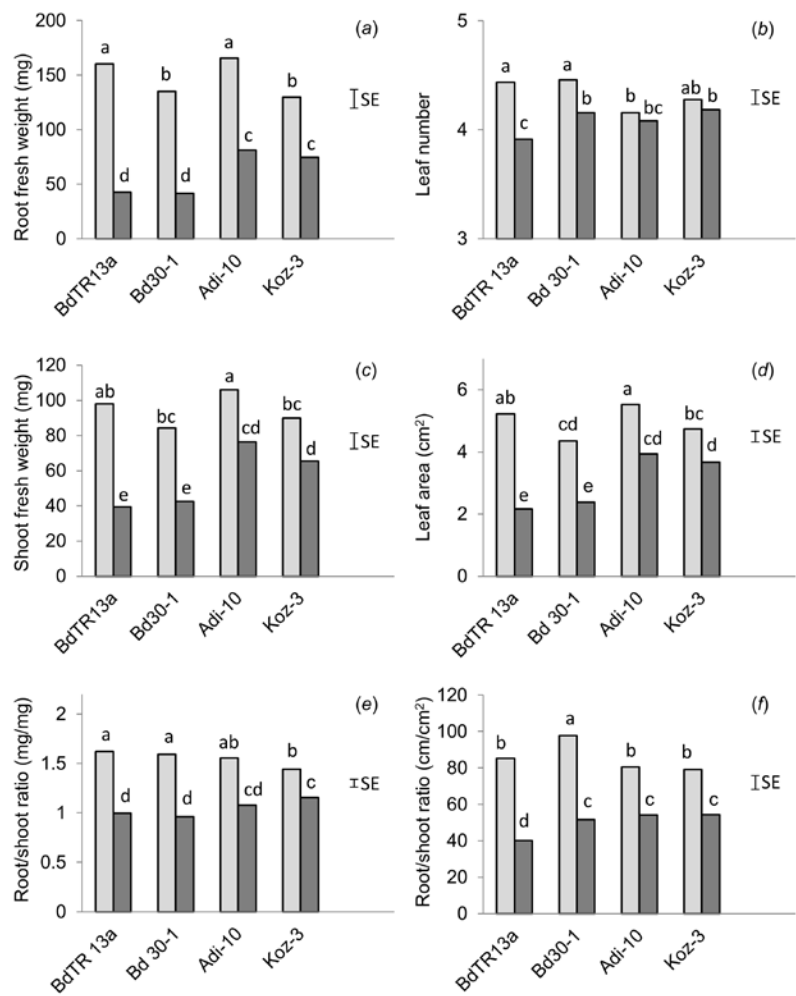 (a)
Root fresh weight (mg)
200
150
100
50
0
a
d
b
d
a
c
b
c
SE
BdTR13a
Bd30-1
Adi-10
Koz-3
(b)
Leaf number
5
4
3
a
c
a
b
b
bc
ab
b
SE
BdTR 13a
Bd 30-1
Adi-10
Koz-3
(c)
Shoot fresh weight (mg)
120
100
80
60
40
20
0
ab
e
bc
e
a
cd
bc
d
SE
BdTR13a
Bd30-1
Adi-10
Koz-3
(d)
Leaf area (cm²)
6
4
2
0
ab
e
cd
e
a
cd
bc
d
SE
BdTR 13a
Bd 30-1
Adi-10
Koz-3
(e)
Root/shoot ratio (mg/mg)
2
1.5
1
0.5
0
a
d
a
d
ab
cd
b
c
SE
BdTR 13a
Bd 30-1
Adi-10
Koz-3
(f)
Root/shoot ratio (cm/cm²)
120
100
80
60
40
20
0
b
d
a
c
b
c
b
c
SE
BdTR13a
Bd30-1
Adi-10
Koz-3